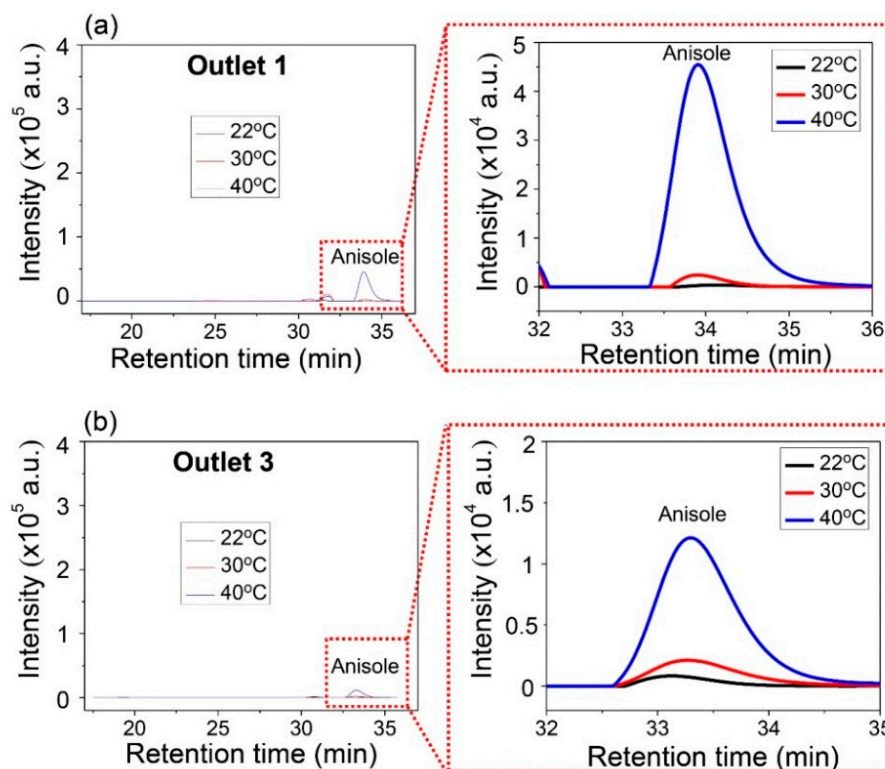 (a)
Outlet 1
Intensity (x10⁵ a.u.)
4
3
2
1
0
22ºC
30ºC
40ºC
Anisole
20 25 30 35
Retention time (min)
Intensity (x10⁴ a.u.)
5
4
3
2
1
0
Anisole
22ºC
30ºC
40ºC
32 33 34 35 36
Retention time (min)
(b)
Outlet 3
Intensity (x10⁵ a.u.)
4
3
2
1
0
22ºC
30ºC
40ºC
Anisole
20 25 30 35
Retention time (min)
Intensity (x10⁴ a.u.)
2
1
0.5
0
1
Anisole
22ºC
30ºC
40ºC
32 33 34 35
Retention time (min)